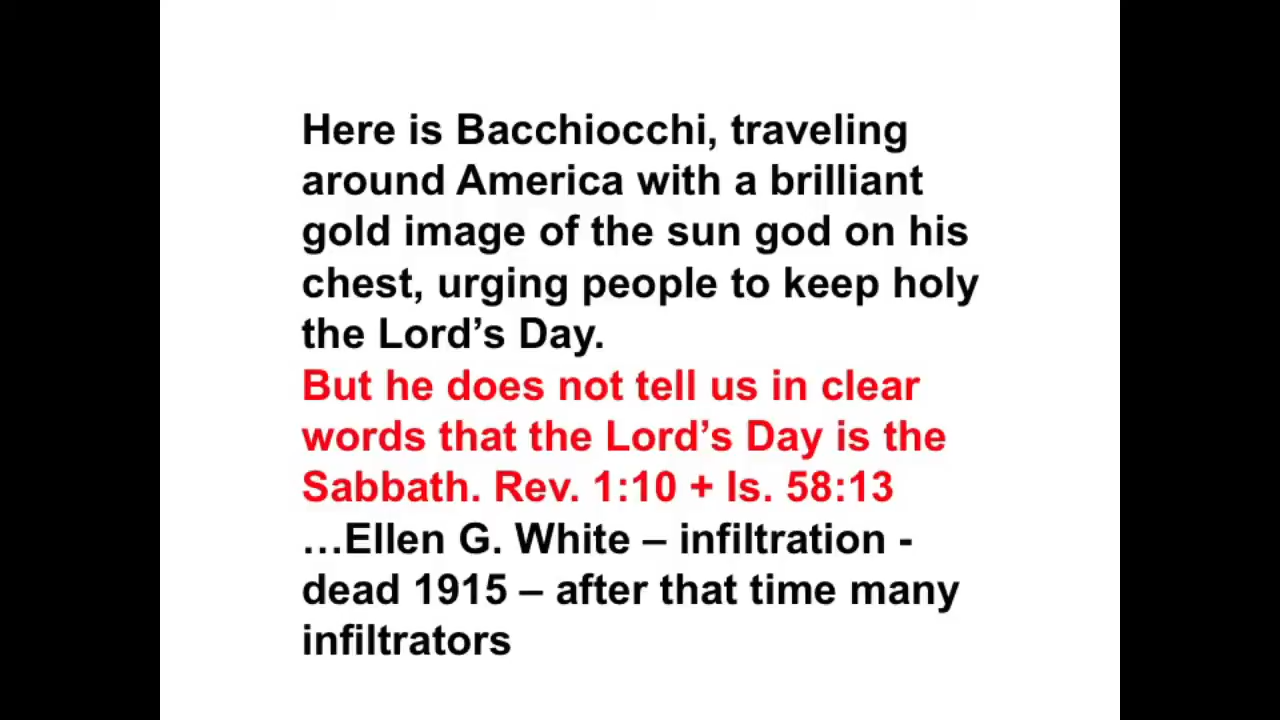 Here is Bacchiocchi, traveling
around America with a brilliant
gold image of the sun god on his
chest, urging people to keep holy
the Lord’s Day.
But he does not tell us in clear
words that the Lord’s Day is the
Sabbath. Rev. 1:10 + Is. 58:13
…Ellen G. White – infiltration -
dead 1915 – after that time many
infiltrators